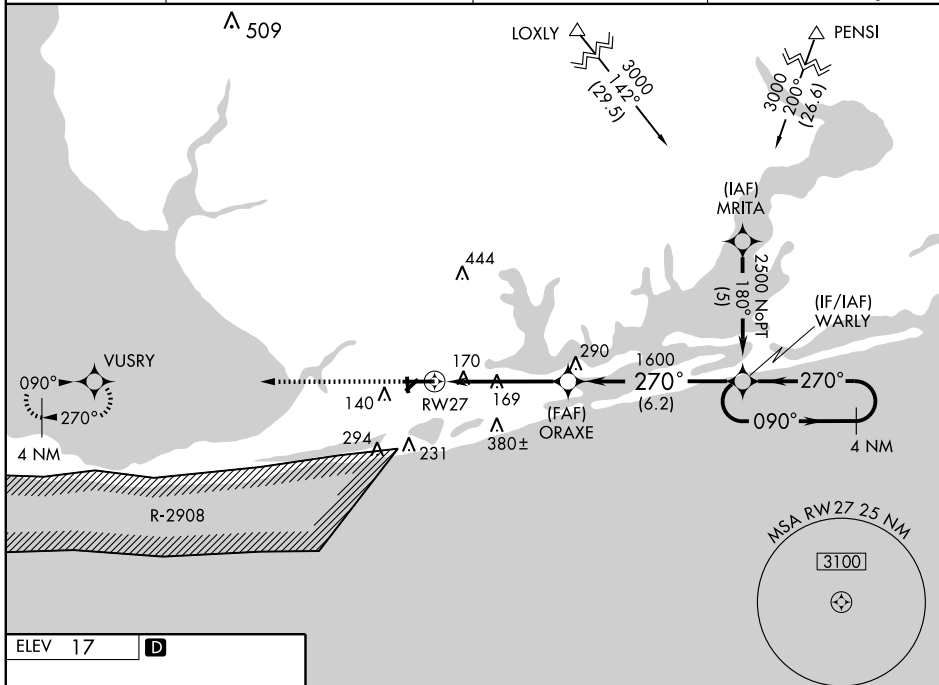 509
LOXLY
PENSI
3000
142°
(29.5)
3000
200°
(26.6)
(IAF)
MRITA
2500 NoPT
180°
(5)
444
(IF/IAF)
WARLY
VUSRY
090°
270°
4 NM
170
290
1600
270°
(6.2)
270°
090°
4 NM
140
RW27
169
(FAF)
ORAXE
294
231
380±
R-2908
MSA RW27 25 NM
3100
ELEV 17 D